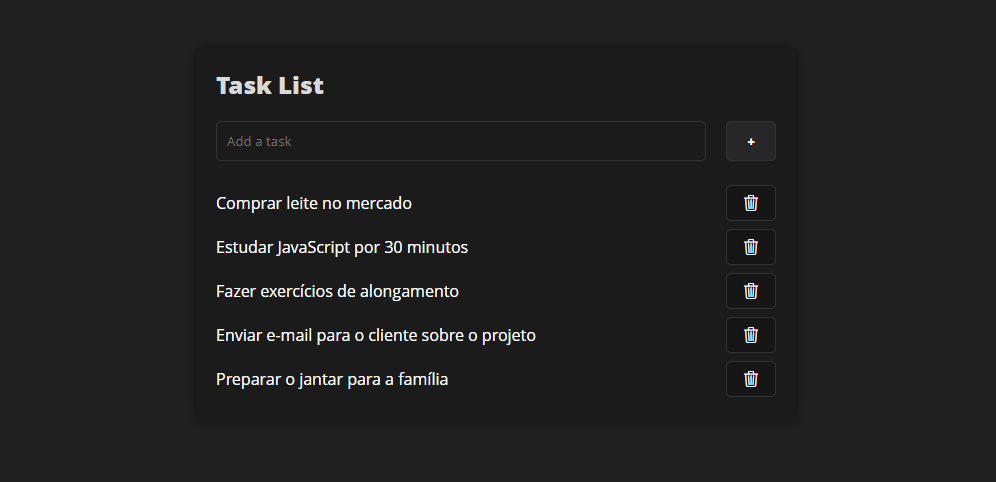 Task List
Add a task
+
Comprar leite no mercado
Estudar JavaScript por 30 minutos
Fazer exercícios de alongamento
Enviar e-mail para o cliente sobre o projeto
Preparar o jantar para a família